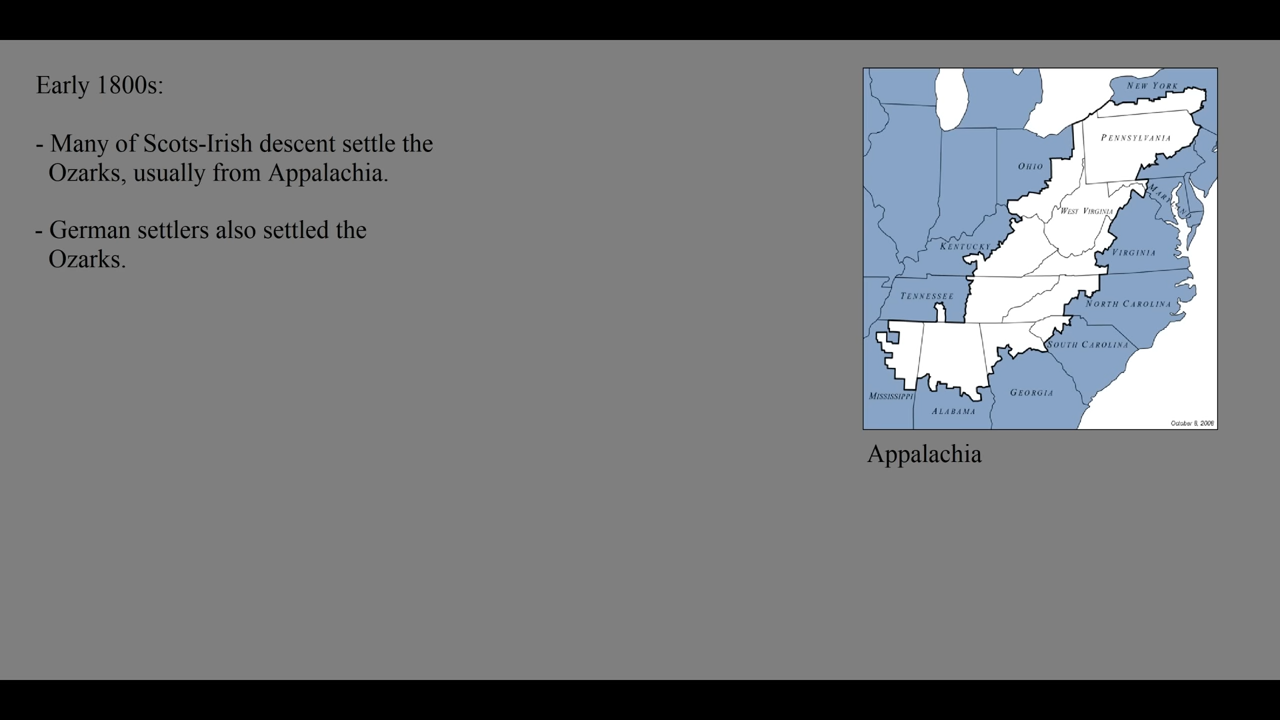 Early 1800s:
- Many of Scots-Irish descent settle the
Ozarks, usually from Appalachia.
- German settlers also settled the
Ozarks.
NEW YORK
PENNSYLVANIA
OHIO
MARYLAND
WEST VIRGINIA
KENTUCKY
VIRGINIA
TENNESSEE
NORTH CAROLINA
SOUTH CAROLINA
MISSISSIPPI
GEORGIA
ALABAMA
Appalachia